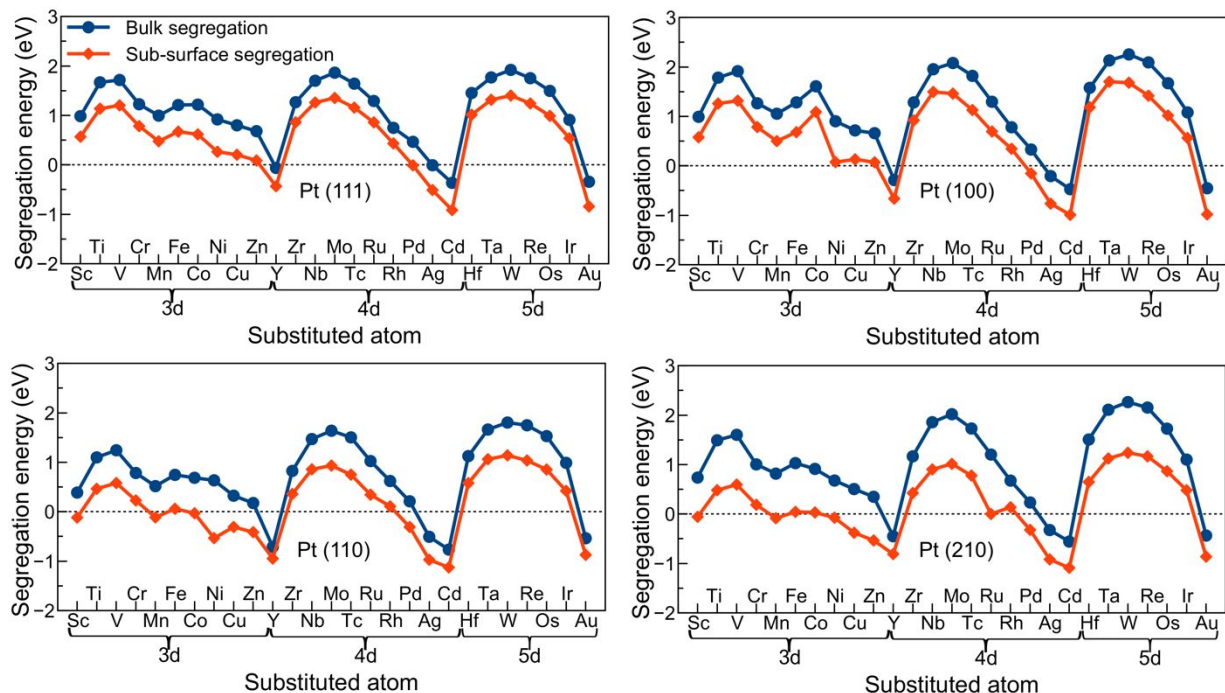 Segregation energy (eV)
3
2
1
0
−1
−2
Bulk segregation
Sub-surface segregation
Pt (111)
Ti Cr Fe Ni Zn Zr Mo Ru Pd Cd Ta Re Ir
Sc V Mn Co Cu Y Nb Tc Rh Ag Hf W Os Au
3d 4d 5d
Substituted atom
Segregation energy (eV)
3
2
1
0
−1
−2
Pt (100)
Ti Cr Fe Ni Zn Zr Mo Ru Pd Cd Ta Re Ir
Sc V Mn Co Cu Y Nb Tc Rh Ag Hf W Os Au
3d 4d 5d
Substituted atom
Segregation energy (eV)
3
2
1
0
−1
−2
Pt (110)
Ti Cr Fe Ni Zn Zr Mo Ru Pd Cd Ta Re Ir
Sc V Mn Co Cu Y Nb Tc Rh Ag Hf W Os Au
3d 4d 5d
Substituted atom
Segregation energy (eV)
3
2
1
0
−1
−2
Pt (210)
Ti Cr Fe Ni Zn Zr Mo Ru Pd Cd Ta Re Ir
Sc V Mn Co Cu Y Nb Tc Rh Ag Hf W Os Au
3d 4d 5d
Substituted atom